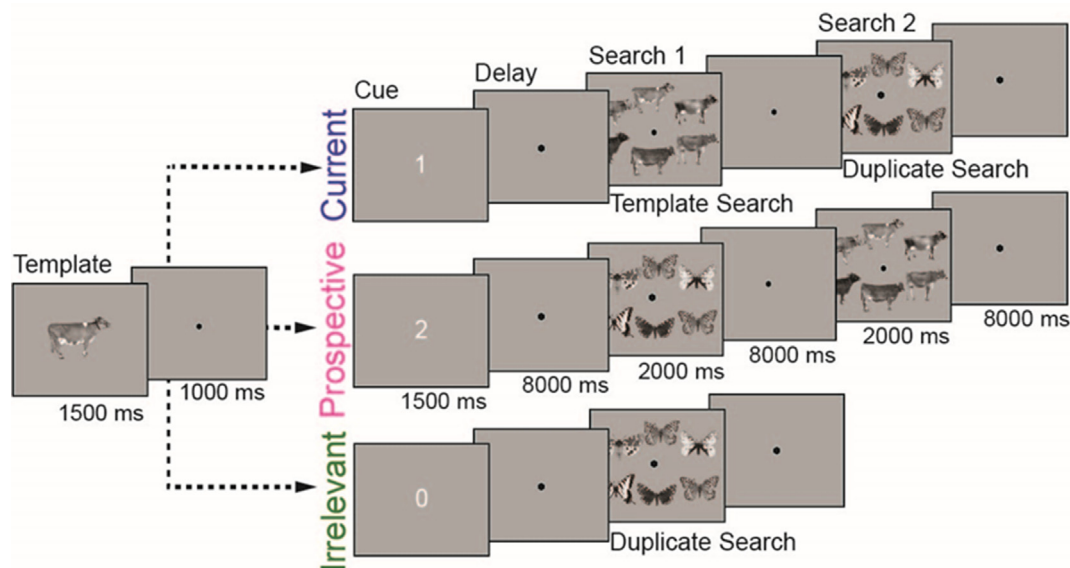 Search 2
Search 1
Delay
Cue
Current
1
Duplicate Search
Template Search
Template
1000 ms
1500 ms
Prospective
2
1500 ms
8000 ms
2000 ms
8000 ms
2000 ms
8000 ms
Irrelevant
0
Duplicate Search